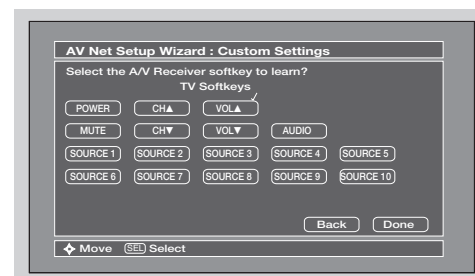 AV Net Setup Wizard : Custom Settings
Select the A/V Receiver softkey to learn?
TV Softkeys
POWER CH▲ VOL▲
MUTE CH▼ VOL▼ AUDIO
SOURCE 1 SOURCE 2 SOURCE 3 SOURCE 4 SOURCE 5
SOURCE 6 SOURCE 7 SOURCE 8 SOURCE 9 SOURCE 10
Back Done
Move SEL Select